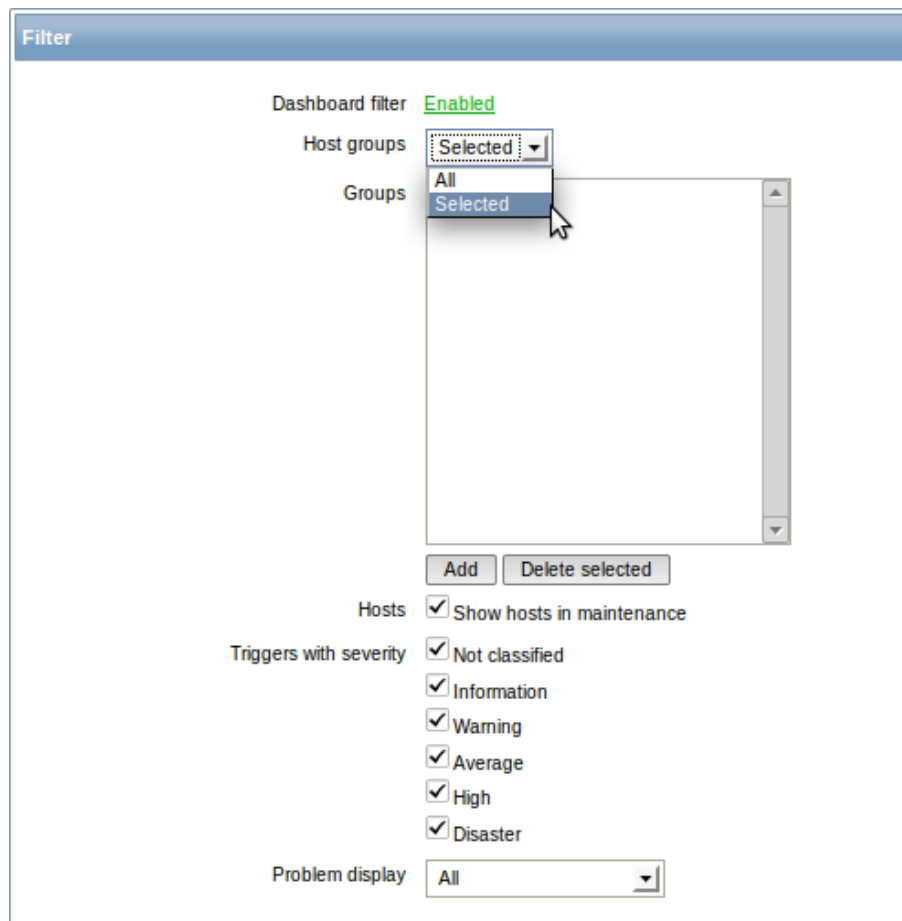 Filter
Dashboard filter Enabled
Host groups Selected
All
Groups Selected
Add Delete selected
Hosts Show hosts in maintenance
Triggers with severity Not classified
Information
Warning
Average
High
Disaster
Problem display All